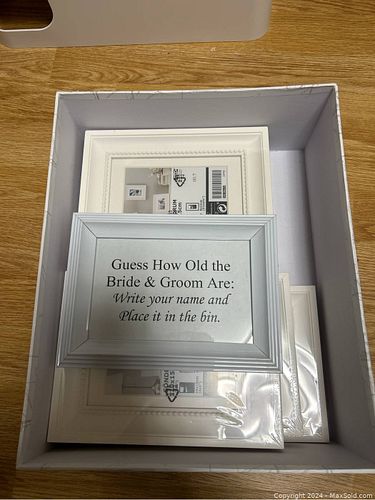 Guess How Old the
Bride & Groom Are:
Write your name and
Place it in the bin.
Copyright 2024 - MaxSold.com